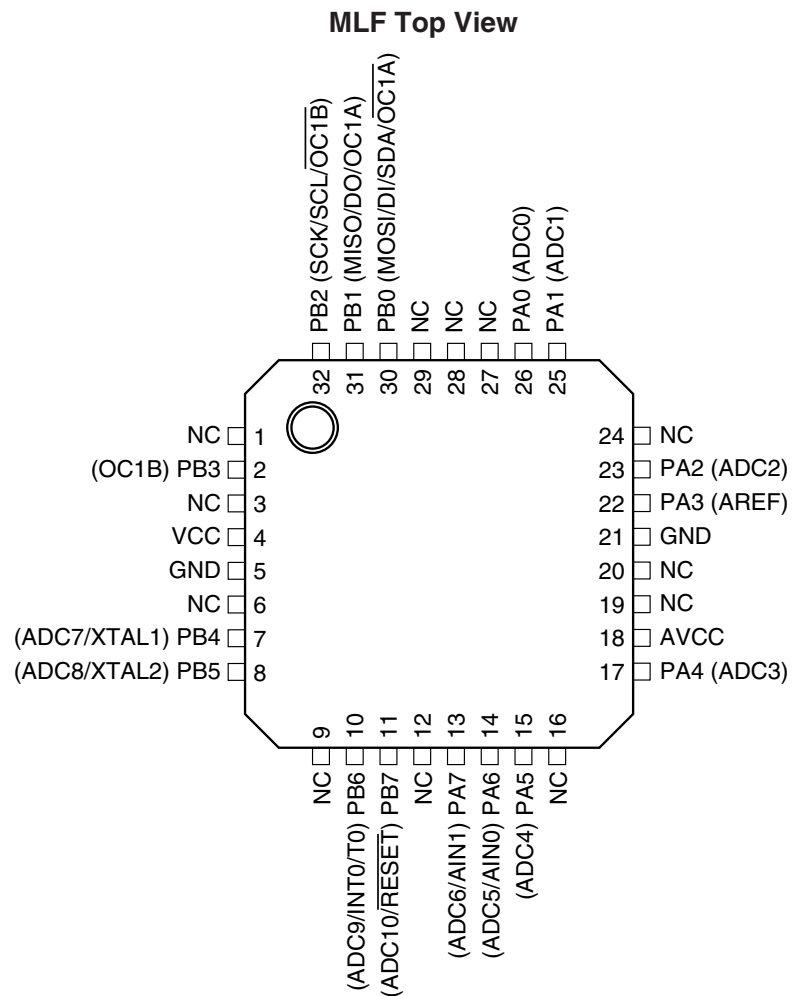 MLF Top View
PB2 (SCK/SCL/O̅C̅1̅B̅)
PB1 (MISO/DO/OC1A)
PB0 (MOSI/DI/SDA/O̅C̅1̅A̅)
NC
NC
NC
PA0 (ADC0)
PA1 (ADC1)
32
31
30
29
28
27
26
25
NC 1
(OC1B) PB3 2
NC 3
VCC 4
GND 5
NC 6
(ADC7/XTAL1) PB4 7
(ADC8/XTAL2) PB5 8
24 NC
23 PA2 (ADC2)
22 PA3 (AREF)
21 GND
20 NC
19 NC
18 AVCC
17 PA4 (ADC3)
9
10
11
12
13
14
15
16
NC
(ADC9/INT0/T0) PB6
(ADC10/R̅E̅S̅E̅T̅) PB7
NC
(ADC6/AIN1) PA7
(ADC5/AIN0) PA6
(ADC4) PA5
NC